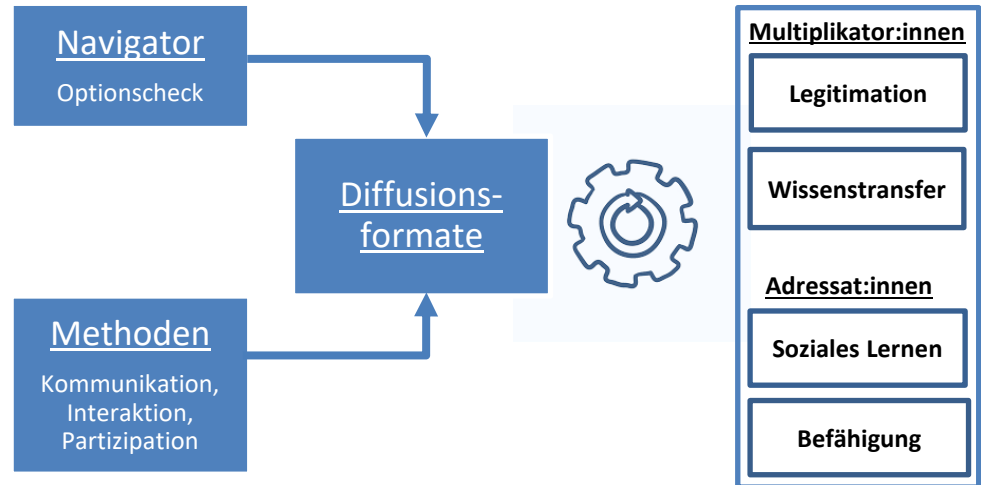 Navigator
Optionscheck
Methoden
Kommunikation,
Interaktion,
Partizipation
Diffusions-
formate
Multiplikator:innen
Legitimation
Wissenstransfer
Adressat:innen
Soziales Lernen
Befähigung